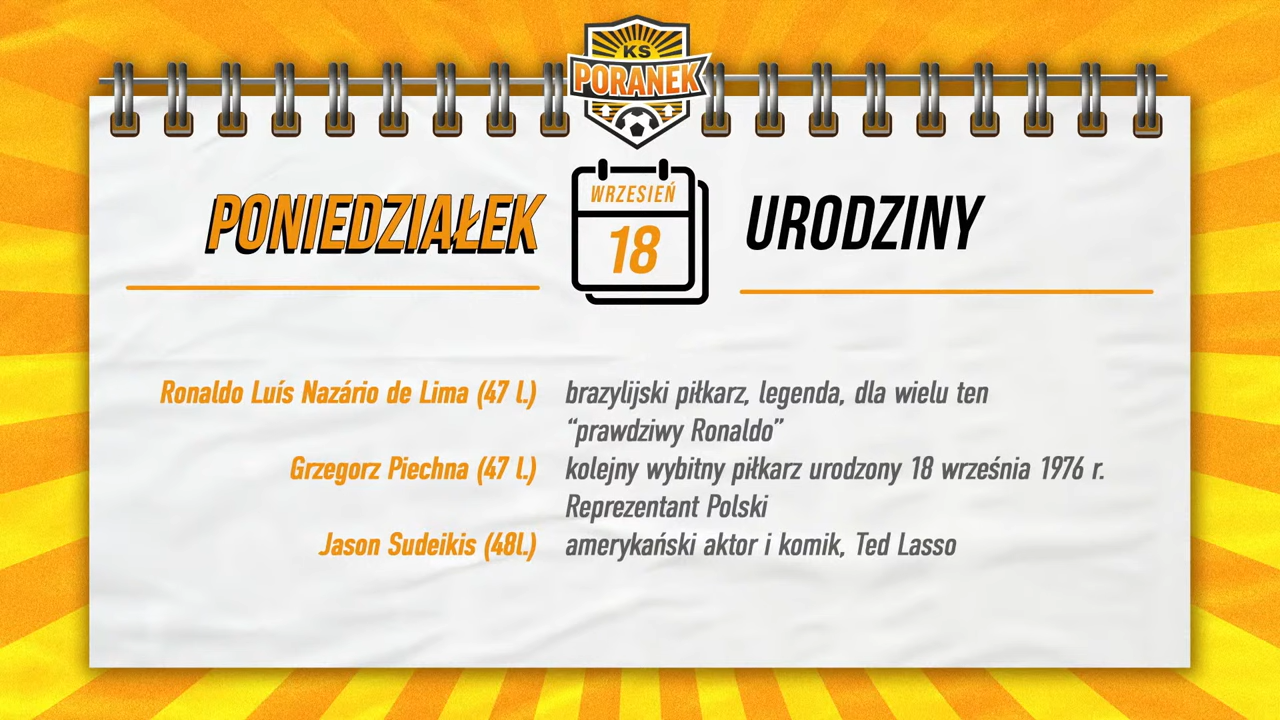 KS
PORANEK
PONIEDZIAŁEK
WRZESIEŃ
18
URODZINY
Ronaldo Luís Nazário de Lima (47 l.) brazylijski piłkarz, legenda, dla wielu ten
“prawdziwy Ronaldo”
Grzegorz Piechna (47 l.) kolejny wybitny piłkarz urodzony 18 września 1976 r.
Reprezentant Polski
Jason Sudeikis (48l.) amerykański aktor i komik, Ted Lasso